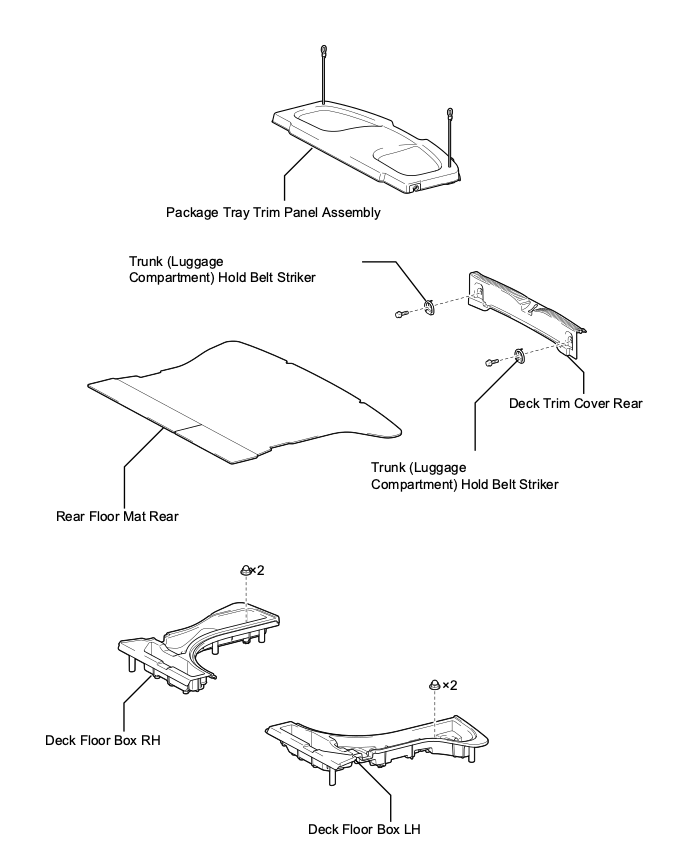 Package Tray Trim Panel Assembly
Trunk (Luggage
Compartment) Hold Belt Striker
Deck Trim Cover Rear
Trunk (Luggage
Compartment) Hold Belt Striker
Rear Floor Mat Rear
×2
Deck Floor Box RH
×2
Deck Floor Box LH